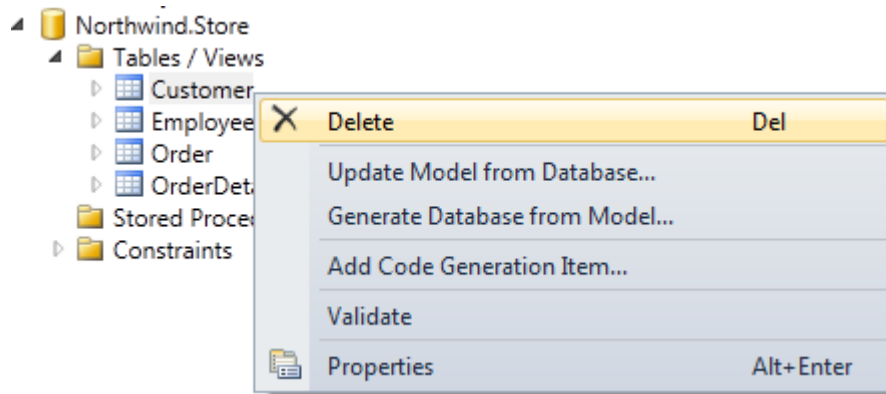 Northwind.Store
Tables / Views
Customer
Employee
Order
OrderDeta
Stored Proce
Constraints
Delete Del
Update Model from Database...
Generate Database from Model...
Add Code Generation Item...
Validate
Properties Alt+Enter